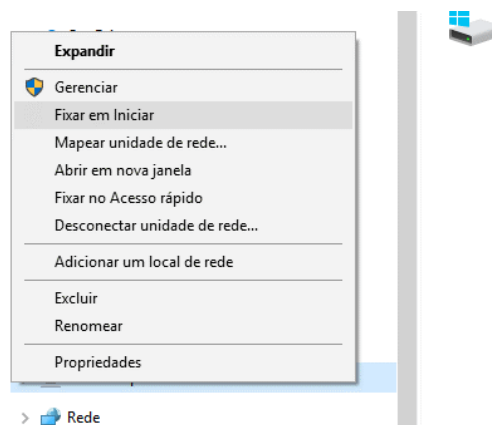 Expandir
Gerenciar
Fixar em Iniciar
Mapear unidade de rede...
Abrir em nova janela
Fixar no Acesso rápido
Desconectar unidade de rede...
Adicionar um local de rede
Excluir
Renomear
Propriedades
Rede